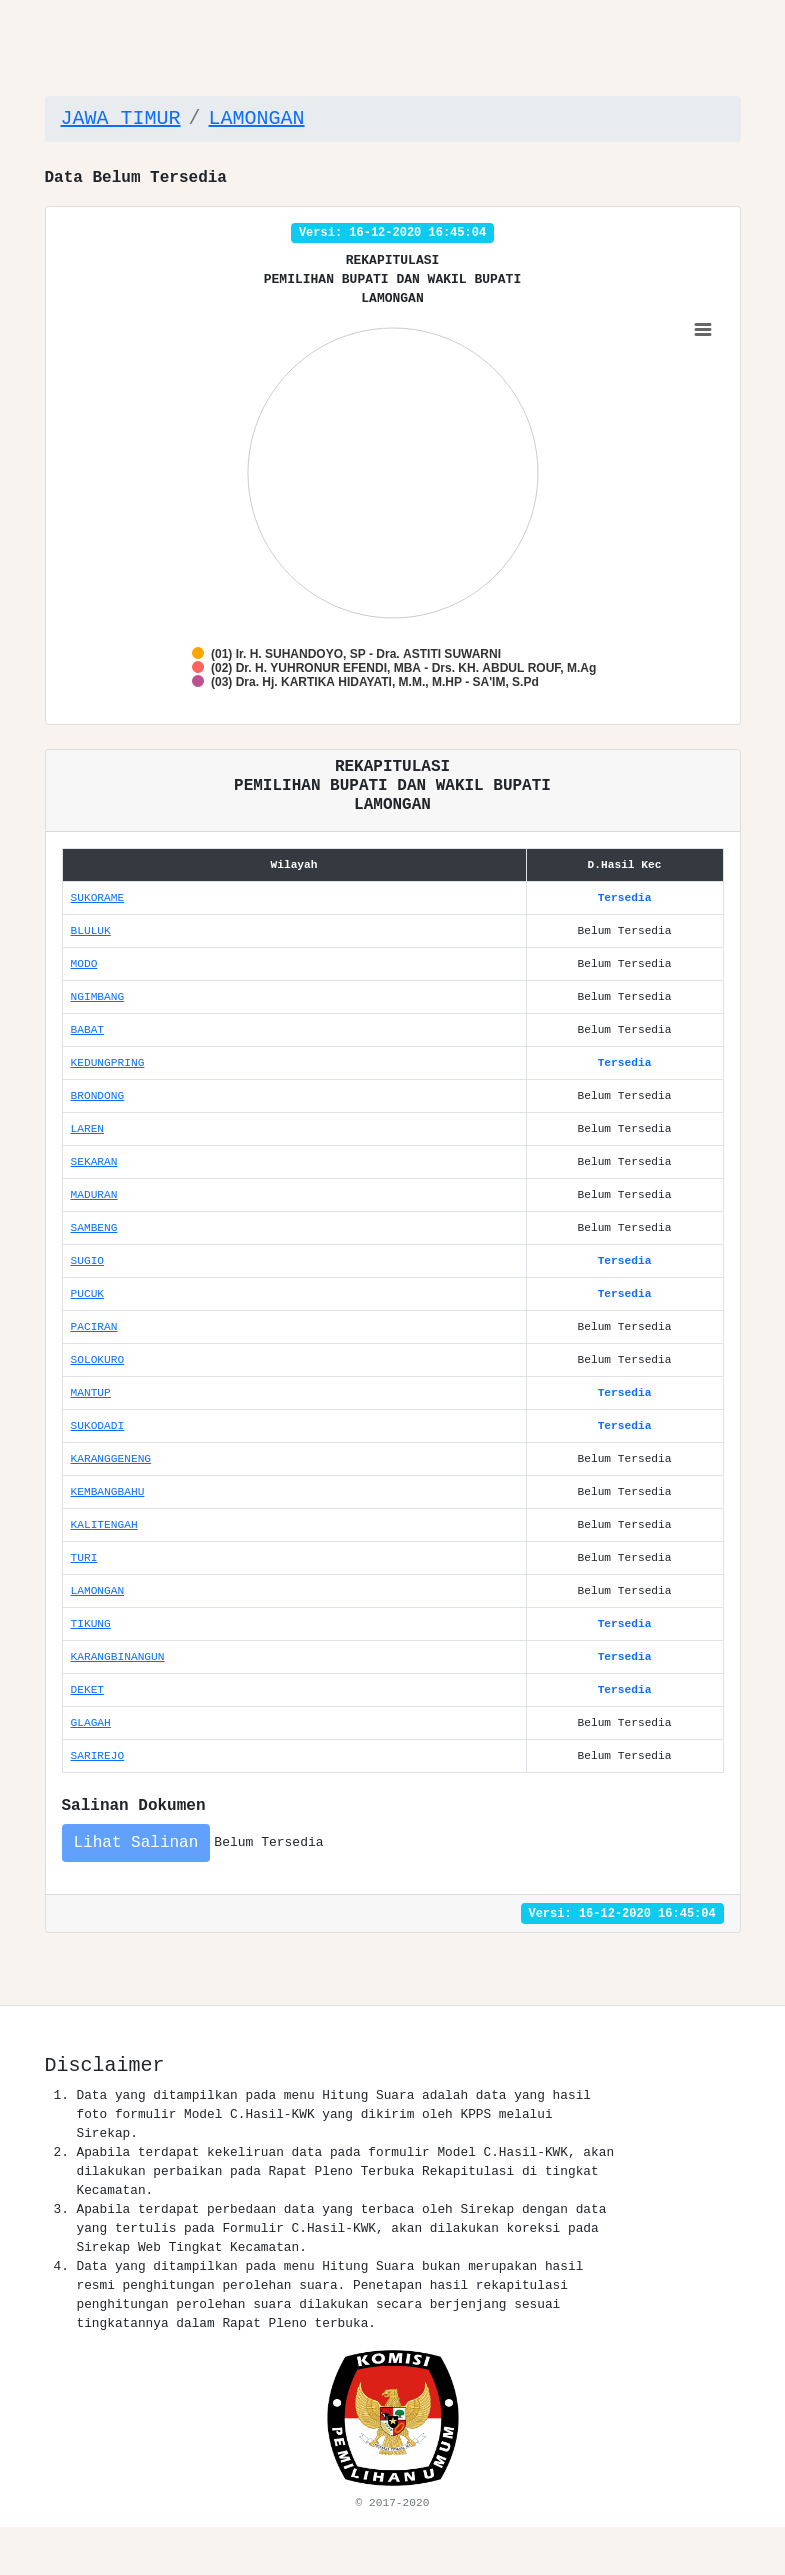 JAWA TIMUR / LAMONGAN
Data Belum Tersedia
Versi: 16-12-2020 16:45:04
REKAPITULASI
PEMILIHAN BUPATI DAN WAKIL BUPATI
LAMONGAN
(01) Ir. H. SUHANDOYO, SP - Dra. ASTITI SUWARNI
(02) Dr. H. YUHRONUR EFENDI, MBA - Drs. KH. ABDUL ROUF, M.Ag
(03) Dra. Hj. KARTIKA HIDAYATI, M.M., M.HP - SA'IM, S.Pd
REKAPITULASI
PEMILIHAN BUPATI DAN WAKIL BUPATI
LAMONGAN
Wilayah D.Hasil Kec
SUKORAME Tersedia
BLULUK Belum Tersedia
MODO Belum Tersedia
NGIMBANG Belum Tersedia
BABAT Belum Tersedia
KEDUNGPRING Tersedia
BRONDONG Belum Tersedia
LAREN Belum Tersedia
SEKARAN Belum Tersedia
MADURAN Belum Tersedia
SAMBENG Belum Tersedia
SUGIO Tersedia
PUCUK Tersedia
PACIRAN Belum Tersedia
SOLOKURO Belum Tersedia
MANTUP Tersedia
SUKODADI Tersedia
KARANGGENENG Belum Tersedia
KEMBANGBAHU Belum Tersedia
KALITENGAH Belum Tersedia
TURI Belum Tersedia
LAMONGAN Belum Tersedia
TIKUNG Tersedia
KARANGBINANGUN Tersedia
DEKET Tersedia
GLAGAH Belum Tersedia
SARIREJO Belum Tersedia
Salinan Dokumen
Lihat Salinan Belum Tersedia
Versi: 16-12-2020 16:45:04
Disclaimer
1. Data yang ditampilkan pada menu Hitung Suara adalah data yang hasil
foto formulir Model C.Hasil-KWK yang dikirim oleh KPPS melalui
Sirekap.
2. Apabila terdapat kekeliruan data pada formulir Model C.Hasil-KWK, akan
dilakukan perbaikan pada Rapat Pleno Terbuka Rekapitulasi di tingkat
Kecamatan.
3. Apabila terdapat perbedaan data yang terbaca oleh Sirekap dengan data
yang tertulis pada Formulir C.Hasil-KWK, akan dilakukan koreksi pada
Sirekap Web Tingkat Kecamatan.
4. Data yang ditampilkan pada menu Hitung Suara bukan merupakan hasil
resmi penghitungan perolehan suara. Penetapan hasil rekapitulasi
penghitungan perolehan suara dilakukan secara berjenjang sesuai
tingkatannya dalam Rapat Pleno terbuka.
KOMISI
PEMILIHAN UMUM
© 2017-2020